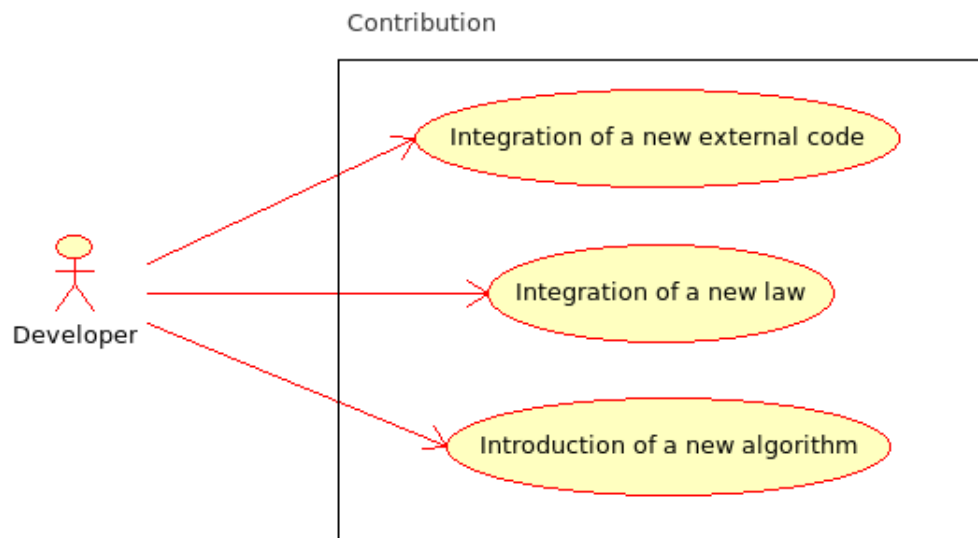 Contribution
Integration of a new external code
Integration of a new law
Developer
Introduction of a new algorithm